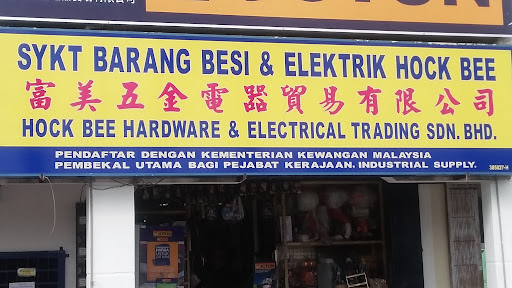 SYKT BARANG BESI & ELEKTRIK HOCK BEE
富美五金電器貿易有限公司
HOCK BEE HARDWARE & ELECTRICAL TRADING SDN. BHD.
PENDAFTAR DENGAN KEMENTERIAN KEWANGAN MALAYSIA
PEMBEKAL UTAMA BAGI PEJABAT KERAJAAN. INDUSTRIAL SUPPLY.